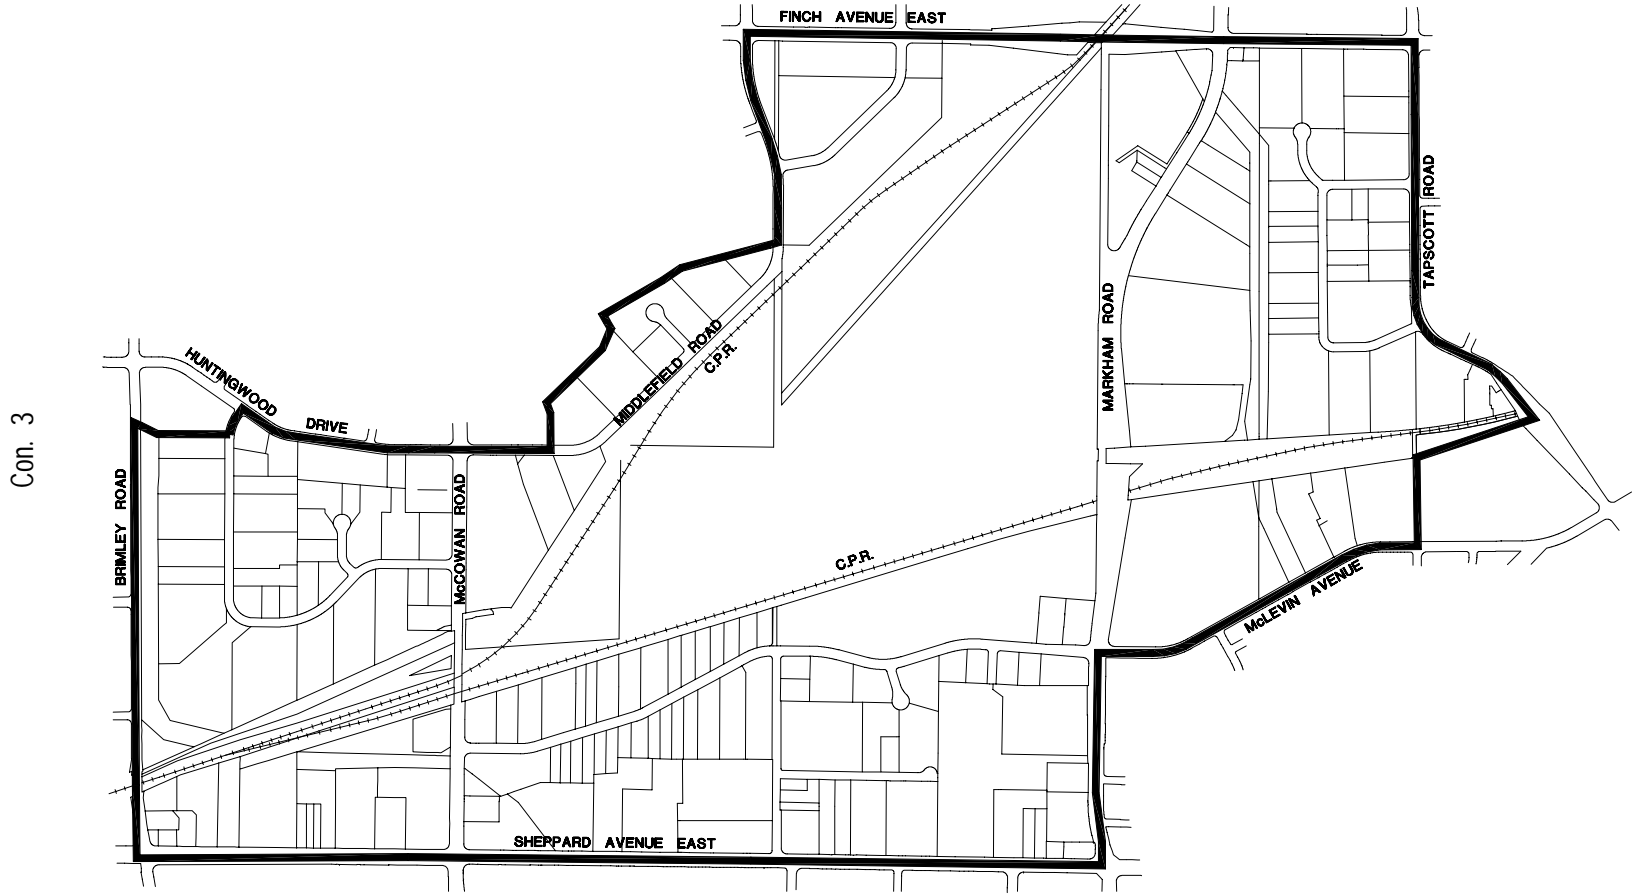 FINCH AVENUE EAST
TAPSCOTT ROAD
MARKHAM ROAD
HUNTINGWOOD DRIVE
MIDDLEFIELD ROAD
C.P.R.
Con. 3
BRIMLEY ROAD
McCOWAN ROAD
C.P.R.
McLEVIN AVENUE
SHEPPARD AVENUE EAST